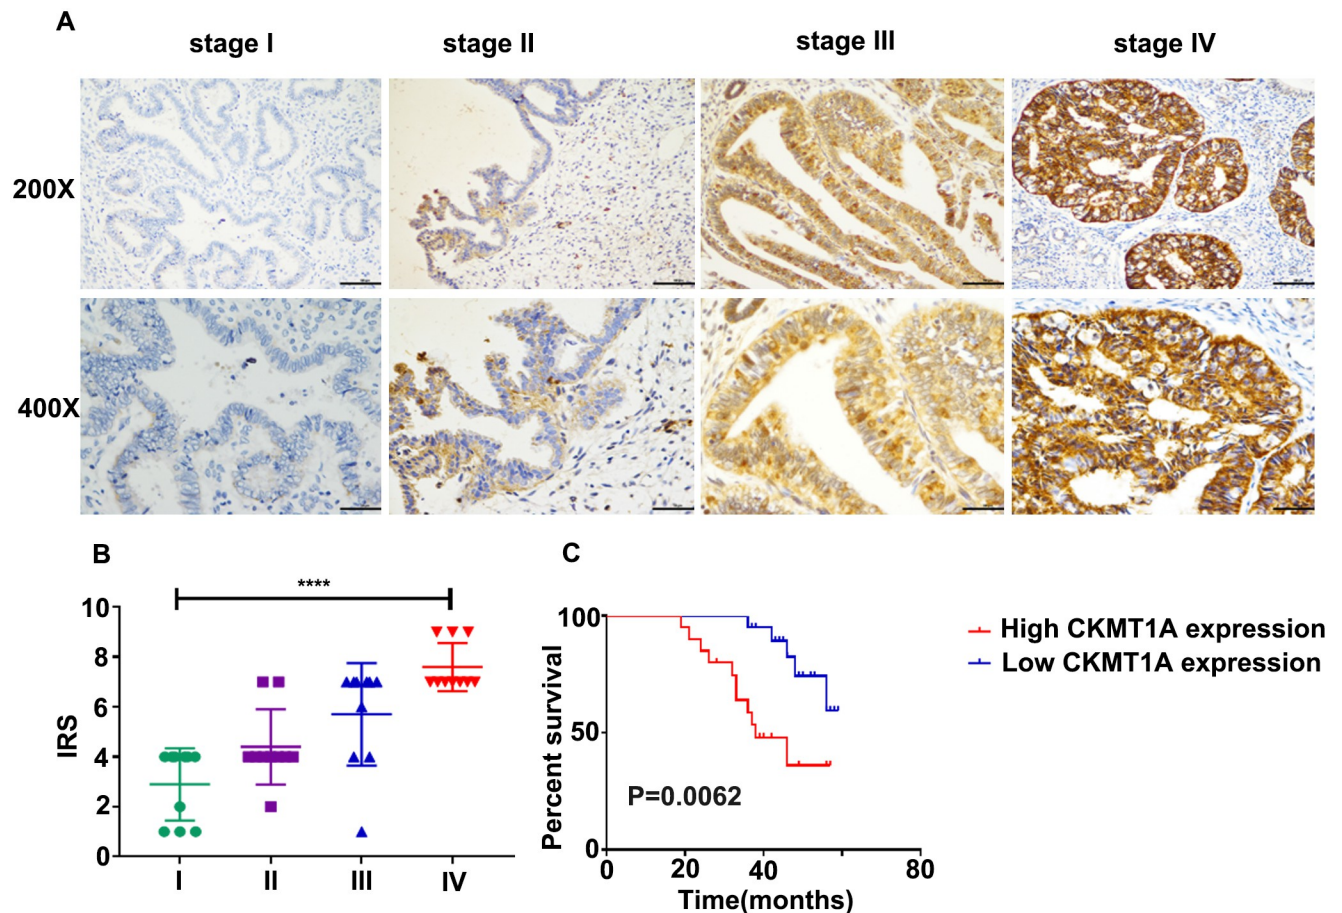 A
stage I
stage II
stage III
stage IV
200X
400X
B
****
10
8
6
4
2
0
IRS
I
II
III
IV
C
100
50
0
Percent survival
P=0.0062
0
20
40
80
Time(months)
High CKMT1A expression
Low CKMT1A expression